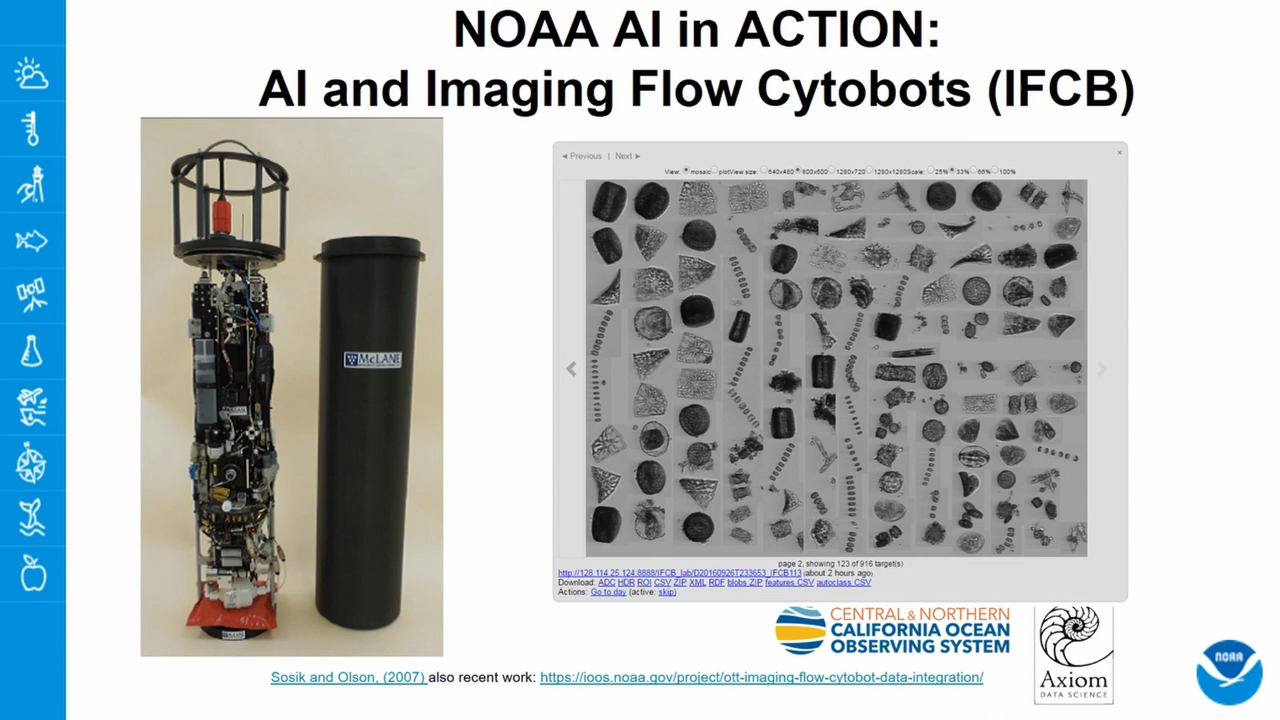 NOAA AI in ACTION:
AI and Imaging Flow Cytobots (IFCB)
McLANE
◄ Previous | Next ►
×
View: mosaic plot View size: 640x480 800x600 1280x720 1280x1280 Scale: 25% 33% 66% 100%
page 2, showing 123 of 916 target(s)
http://128.114.25.124:8888/IFCB_lab/D20160926T233653_IFCB113 (about 2 hours ago)
Download: ADC HDR ROI CSV ZIP XML RDF blobs ZIP features CSV autoclass CSV
Actions: Go to day (active: skip)
CENTRAL & NORTHERN
CALIFORNIA OCEAN
OBSERVING SYSTEM
Axiom
DATA SCIENCE
NOAA
Sosik and Olson, (2007) also recent work: https://ioos.noaa.gov/project/ott-imaging-flow-cytobot-data-integration/